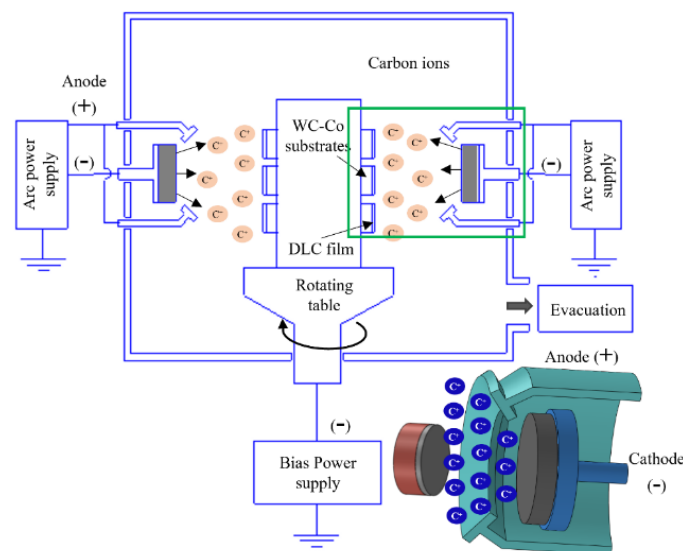 Carbon ions
Anode
(+)
(-)
Arc power
supply
C⁺
C⁺
C⁺
C⁺
C⁺
C⁺
C⁺
WC-Co
substrates
DLC film
C⁺
C⁺
C⁺
C⁺
C⁺
C⁺
C⁺
(-)
Arc power
supply
Rotating
table
Evacuation
(-)
Bias Power
supply
Anode (+)
C⁺
C⁺
C⁺
C⁺
C⁺
C⁺
C⁺
C⁺
C⁺
C⁺
C⁺
C⁺
C⁺
Cathode
(-)